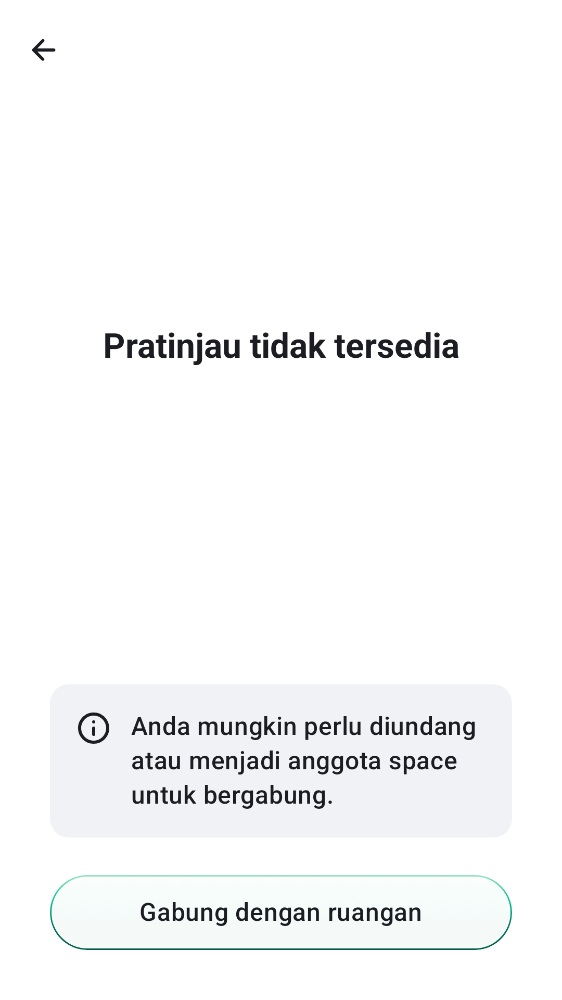 Pratinjau tidak tersedia
Anda mungkin perlu diundang
atau menjadi anggota space
untuk bergabung.
Gabung dengan ruangan